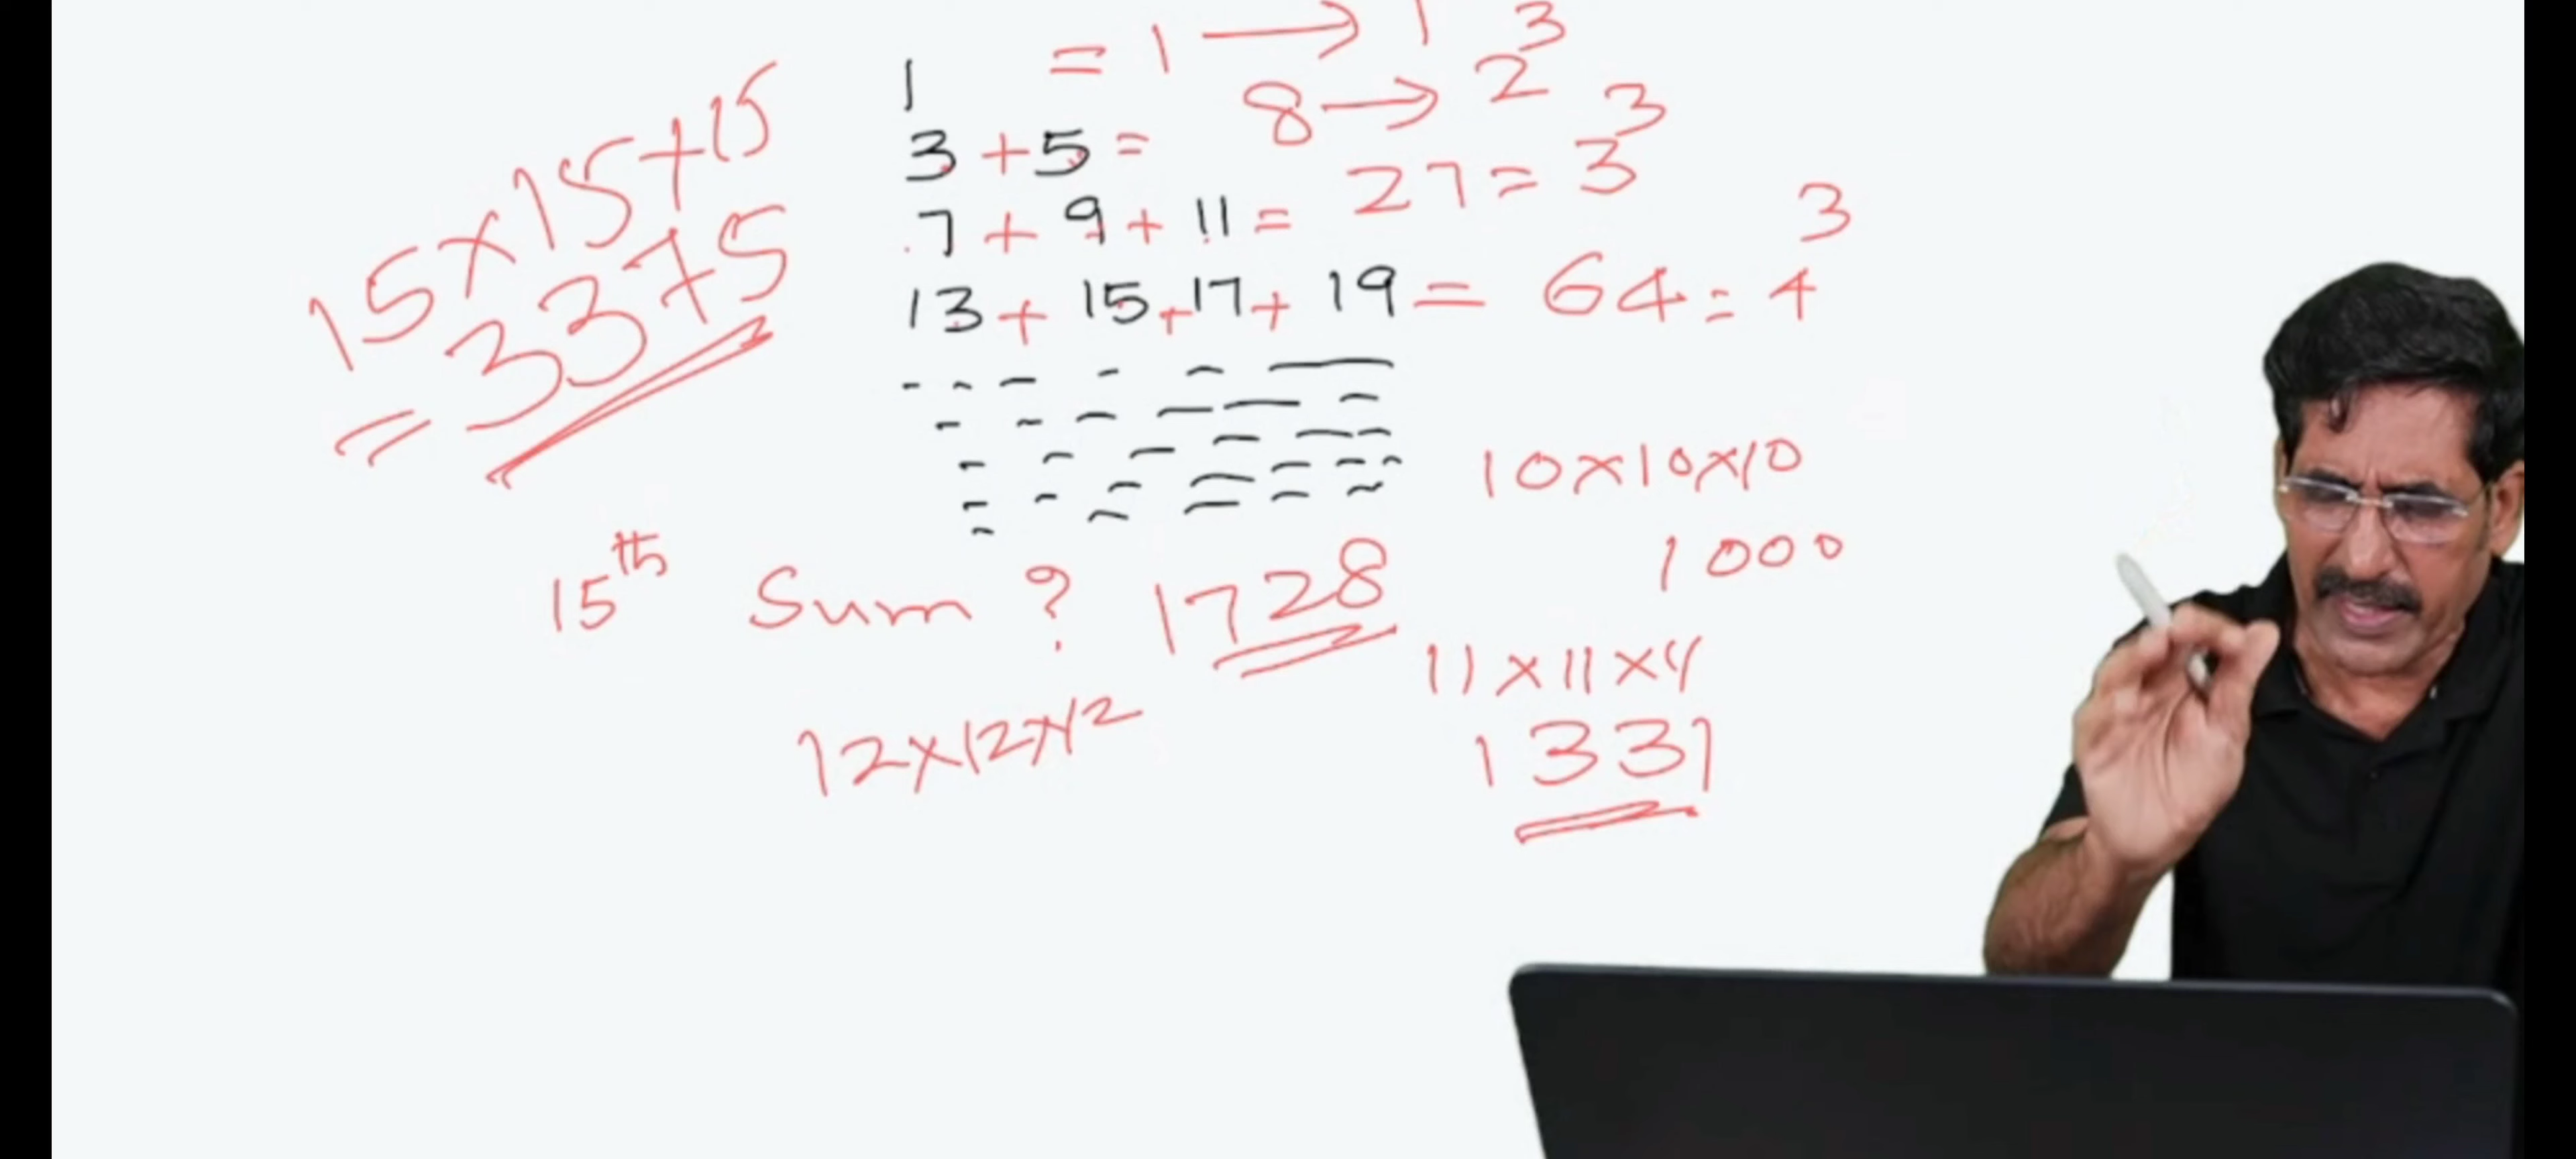 1 = 1 → 1³
3 + 5 = 8 → 2³
7 + 9 + 11 = 27 = 3³
13 + 15 + 17 + 19 = 64 = 4³
15×15+15
= 3375
10×10×10
1000
15th Sum ? 1728
11×11×4
1331
12×12×12